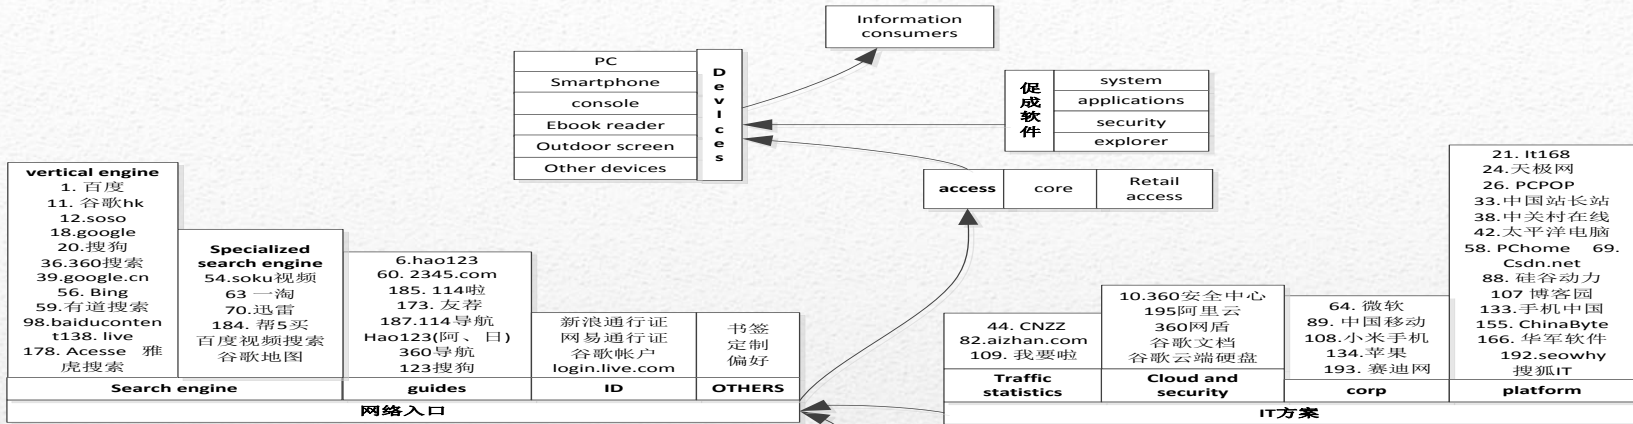 Information
consumers
PC
Smartphone
console
Ebook reader
Outdoor screen
Other devices
Devices
促成软件
system
applications
security
explorer
access
core
Retail
access
vertical engine
1. 百度
11. 谷歌hk
12.soso
18.google
20.搜狗
36.360搜索
39.google.cn
56. Bing
59.有道搜索
98.baiduconten
t138. live
178. Acesse 雅
虎搜索
Specialized
search engine
54.soku视频
63 一淘
70.迅雷
184. 帮5买
百度视频搜索
谷歌地图
Search engine
6.hao123
60. 2345.com
185. 114啦
173. 友荐
187.114导航
Hao123(阿、日)
360导航
123搜狗
guides
新浪通行证
网易通行证
谷歌帐户
login.live.com
ID
书签
定制
偏好
OTHERS
网络入口
44. CNZZ
82.aizhan.com
109. 我要啦
Traffic
statistics
10.360安全中心
195阿里云
360网盾
谷歌文档
谷歌云端硬盘
Cloud and
security
64. 微软
89. 中国移动
108.小米手机
134.苹果
193. 赛迪网
corp
21. It168
24.天极网
26. PCPOP
33.中国站长站
38.中关村在线
42.太平洋电脑
58. PChome 69.
Csdn.net
88. 硅谷动力
107 博客园
133.手机中国
155. ChinaByte
166. 华军软件
192.seowhy
搜狐IT
platform
IT方案